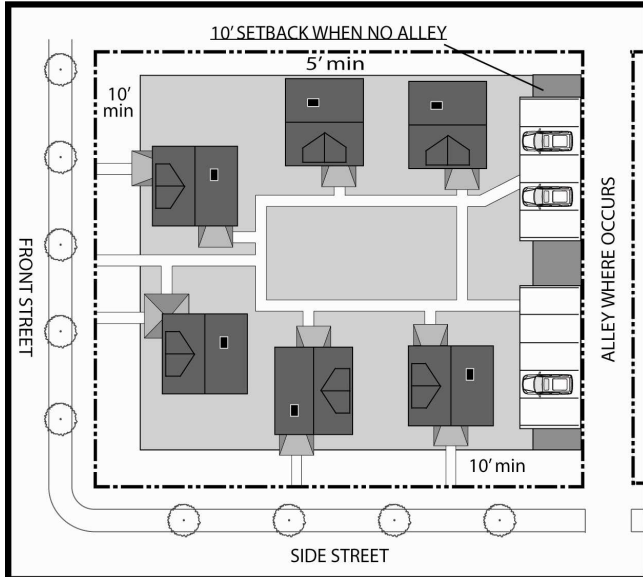 10' SETBACK WHEN NO ALLEY
5' min
10'
min
FRONT STREET
ALLEY WHERE OCCURS
10' min
SIDE STREET